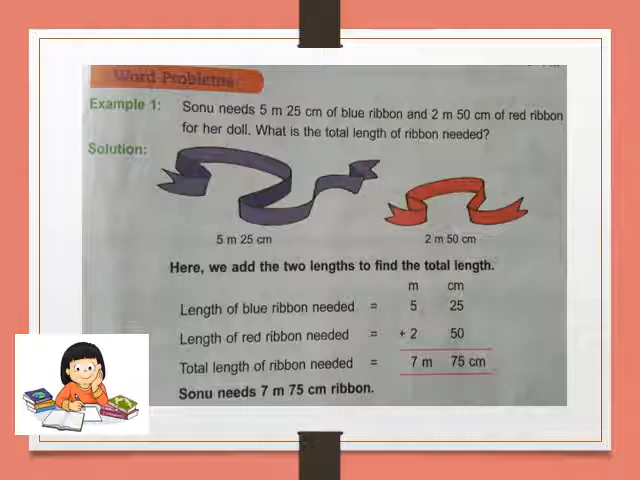 Word Problems
Example 1: Sonu needs 5 m 25 cm of blue ribbon and 2 m 50 cm of red ribbon
for her doll. What is the total length of ribbon needed?
Solution:
5 m 25 cm 2 m 50 cm
Here, we add the two lengths to find the total length.
m cm
Length of blue ribbon needed = 5 25
Length of red ribbon needed = + 2 50
Total length of ribbon needed = 7 m 75 cm
Sonu needs 7 m 75 cm ribbon.